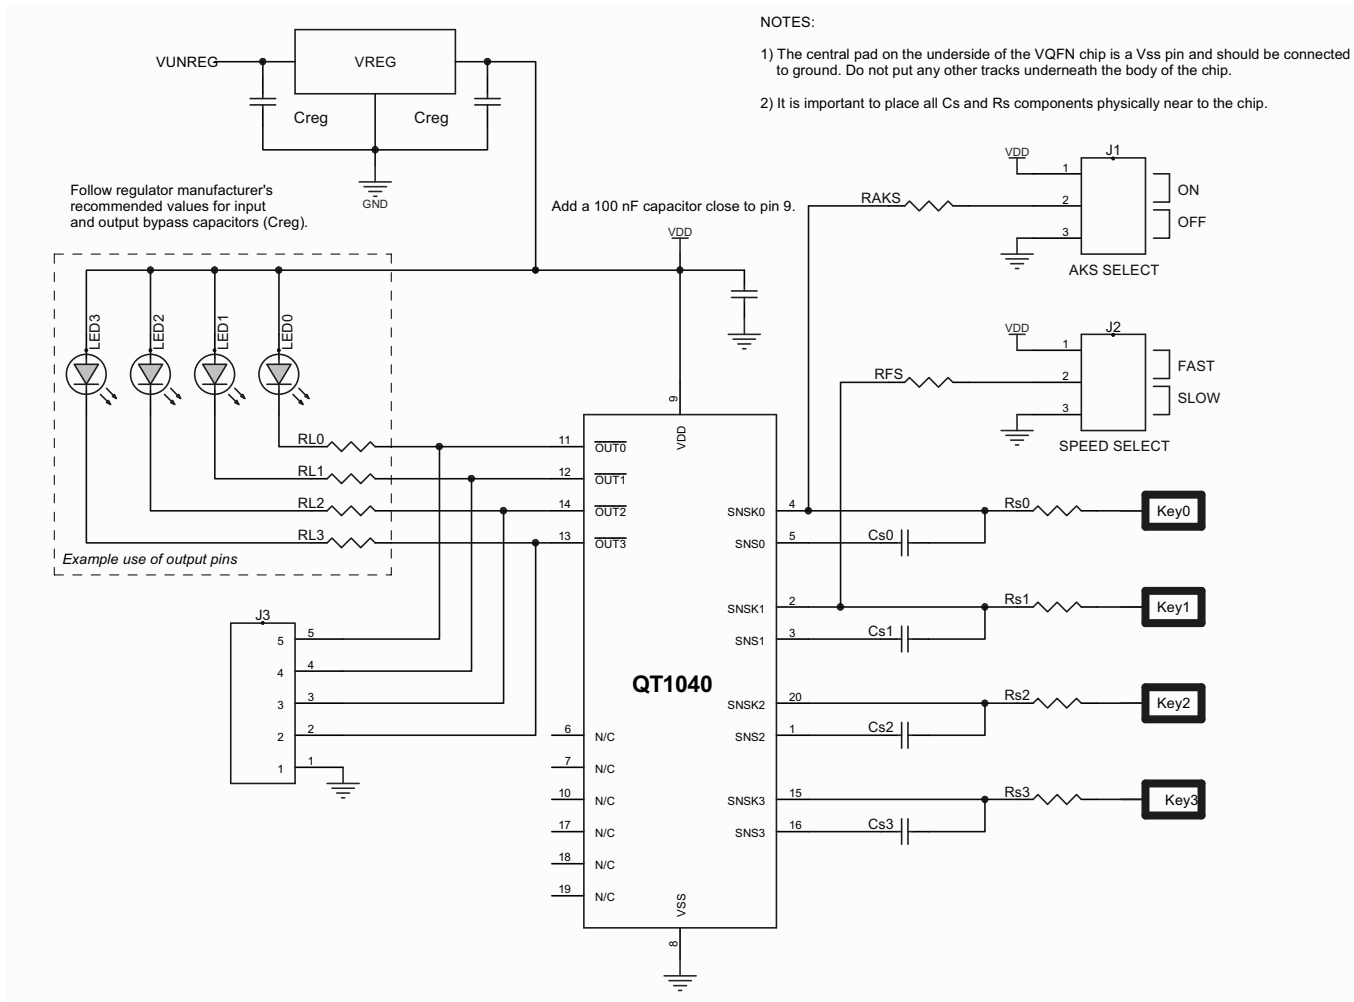 NOTES:
1) The central pad on the underside of the VQFN chip is a Vss pin and should be connected
to ground. Do not put any other tracks underneath the body of the chip.
2) It is important to place all Cs and Rs components physically near to the chip.
VUNREG
VREG
Creg
Creg
GND
Follow regulator manufacturer's
recommended values for input
and output bypass capacitors (Creg).
Add a 100 nF capacitor close to pin 9.
VDD
RAKS
VDD
J1
1
2
3
ON
OFF
AKS SELECT
RFS
VDD
J2
1
2
3
FAST
SLOW
SPEED SELECT
LED3
LED2
LED1
LED0
RL0
RL1
RL2
RL3
Example use of output pins
11
OUT0
12
OUT1
14
OUT2
13
OUT3
9
VDD
SNSK0
4
Rs0
Key0
SNS0
5
Cs0
SNSK1
2
Rs1
Key1
SNS1
3
Cs1
QT1040
SNSK2
20
Rs2
Key2
SNS2
1
Cs2
SNSK3
15
Rs3
Key3
SNS3
16
Cs3
J3
5 5
4 4
3 3
2 2
1 1
6 N/C
7 N/C
10 N/C
17 N/C
18 N/C
19 N/C
VSS
8